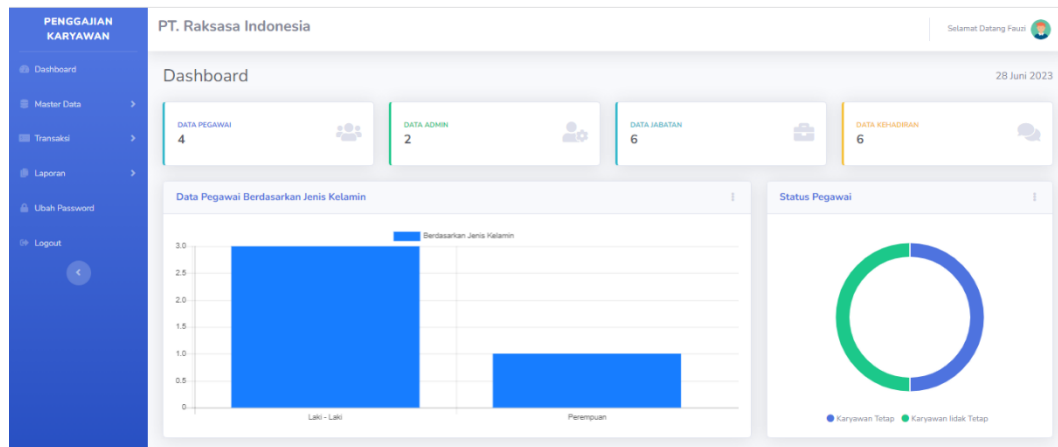 PENGGAJIAN
KARYAWAN
PT. Raksasa Indonesia
Selamat Datang Fauzi
Dashboard
Master Data
Transaksi
Laporan
Ubah Password
Logout
Dashboard
28 Juni 2023
DATA PEGAWAI
4
DATA ADMIN
2
DATA JABATAN
6
DATA KEHADIRAN
6
Data Pegawai Berdasarkan Jenis Kelamin
Berdasarkan Jenis Kelamin
3.0
2.5
2.0
1.5
1.0
0.5
0
Laki - Laki
Perempuan
Status Pegawai
Karyawan Tetap
Karyawan lidak Tetap